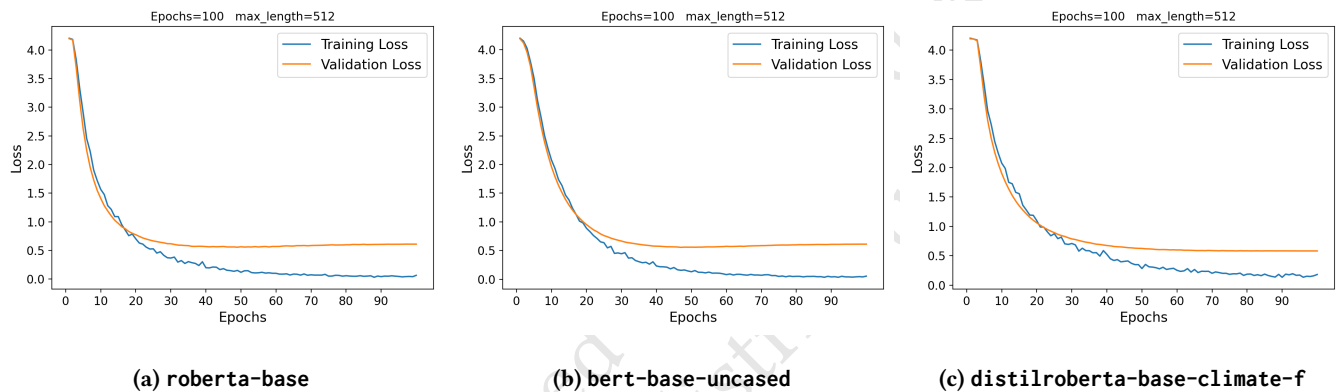 Epochs=100 max_length=512
4.0
3.5
3.0
2.5
2.0
1.5
1.0
0.5
0.0
Loss
Training Loss
Validation Loss
0 10 20 30 40 50 60 70 80 90
Epochs
(a) roberta-base
Epochs=100 max_length=512
4.0
3.5
3.0
2.5
2.0
1.5
1.0
0.5
0.0
Loss
Training Loss
Validation Loss
0 10 20 30 40 50 60 70 80 90
Epochs
(b) bert-base-uncased
Epochs=100 max_length=512
4.0
3.5
3.0
2.5
2.0
1.5
1.0
0.5
0.0
Loss
Training Loss
Validation Loss
0 10 20 30 40 50 60 70 80 90
Epochs
(c) distilroberta-base-climate-f